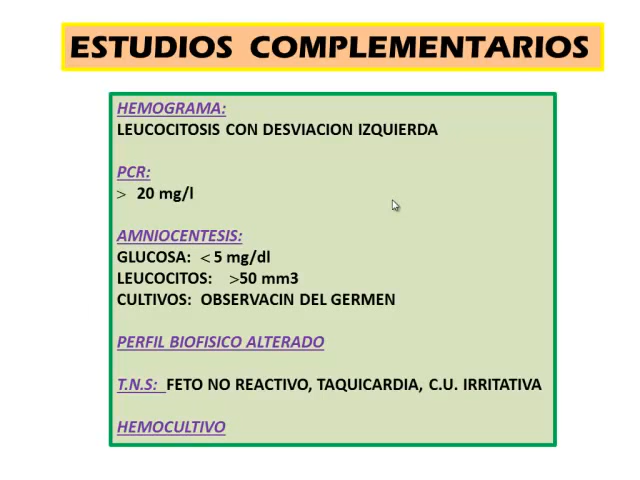 ESTUDIOS COMPLEMENTARIOS
HEMOGRAMA:
LEUCOCITOSIS CON DESVIACION IZQUIERDA
PCR:
> 20 mg/l
AMNIOCENTESIS:
GLUCOSA: < 5 mg/dl
LEUCOCITOS: >50 mm3
CULTIVOS: OBSERVACIN DEL GERMEN
PERFIL BIOFISICO ALTERADO
T.N.S: FETO NO REACTIVO, TAQUICARDIA, C.U. IRRITATIVA
HEMOCULTIVO